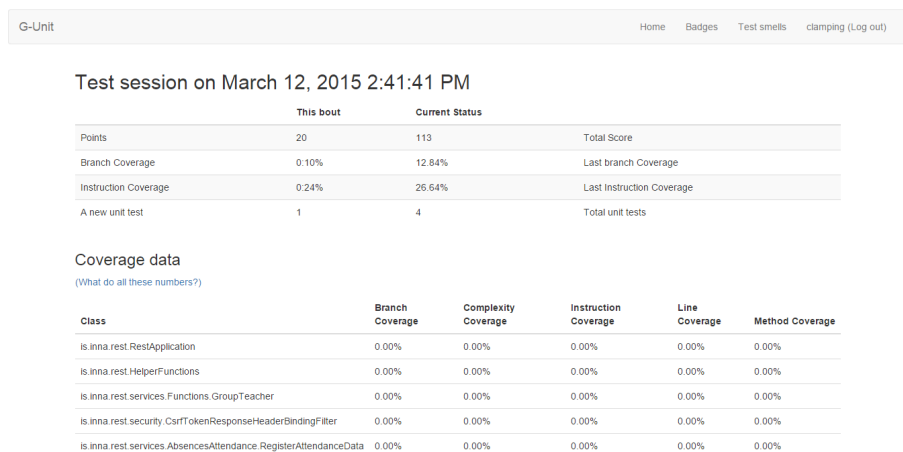 G-Unit Home Badges Test smells clamping (Log out)
Test session on March 12, 2015 2:41:41 PM
This bout Current Status
Points 20 113 Total Score
Branch Coverage 0:10% 12.84% Last branch Coverage
Instruction Coverage 0:24% 26.64% Last Instruction Coverage
A new unit test 1 4 Total unit tests
Coverage data
(What do all these numbers?)
Branch Complexity Instruction Line
Class Coverage Coverage Coverage Coverage Method Coverage
is.inna.rest.RestApplication 0.00% 0.00% 0.00% 0.00% 0.00%
is.inna.rest.HelperFunctions 0.00% 0.00% 0.00% 0.00% 0.00%
is.inna.rest.services.Functions.GroupTeacher 0.00% 0.00% 0.00% 0.00% 0.00%
is.inna.rest.security.CsrfTokenResponseHeaderBindingFilter 0.00% 0.00% 0.00% 0.00% 0.00%
is.inna.rest.services.AbsencesAttendance.RegisterAttendanceData 0.00% 0.00% 0.00% 0.00% 0.00%